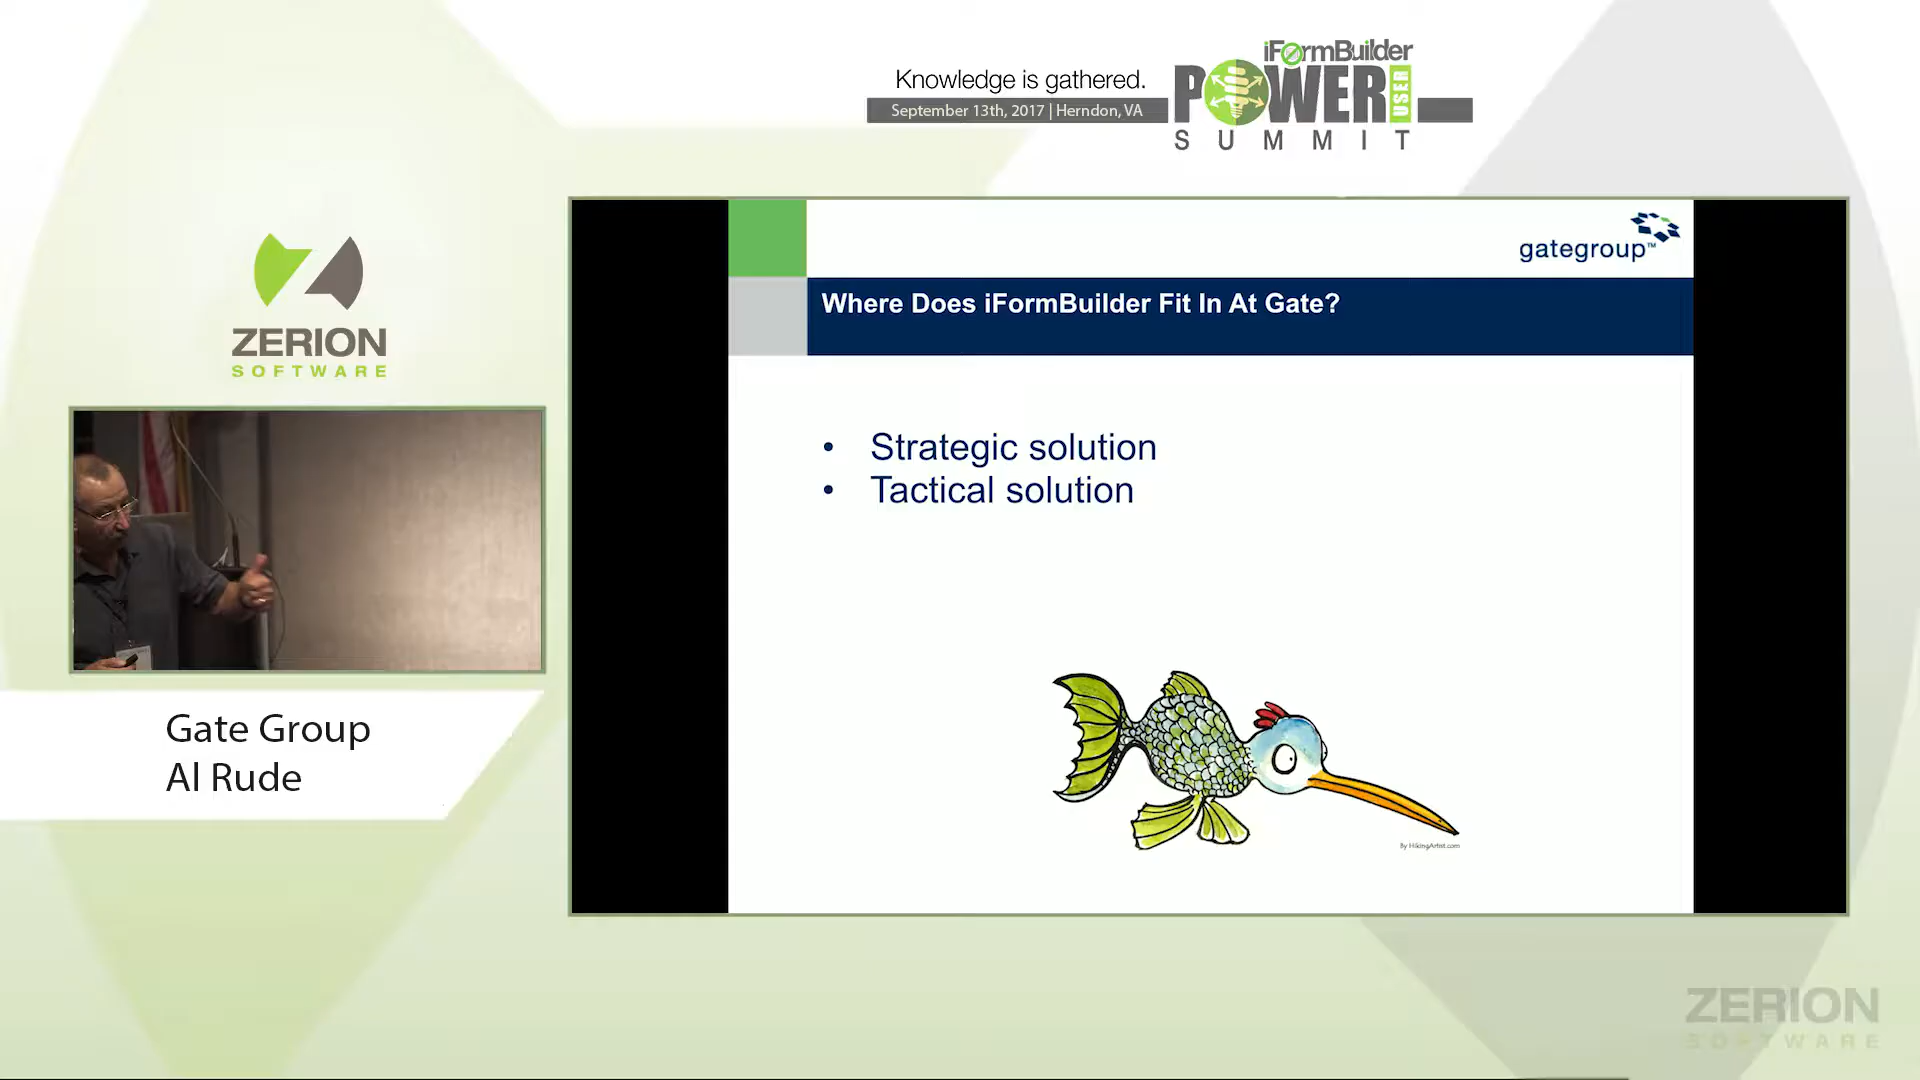 Knowledge is gathered.
September 13th, 2017 | Herndon, VA
iFormBuilder
POWER USER
SUMMIT
ZERION
SOFTWARE
gategroup™
Where Does iFormBuilder Fit In At Gate?
• Strategic solution
• Tactical solution
By HikingArtist.com
Gate Group
Al Rude
ZERION
SOFTWARE